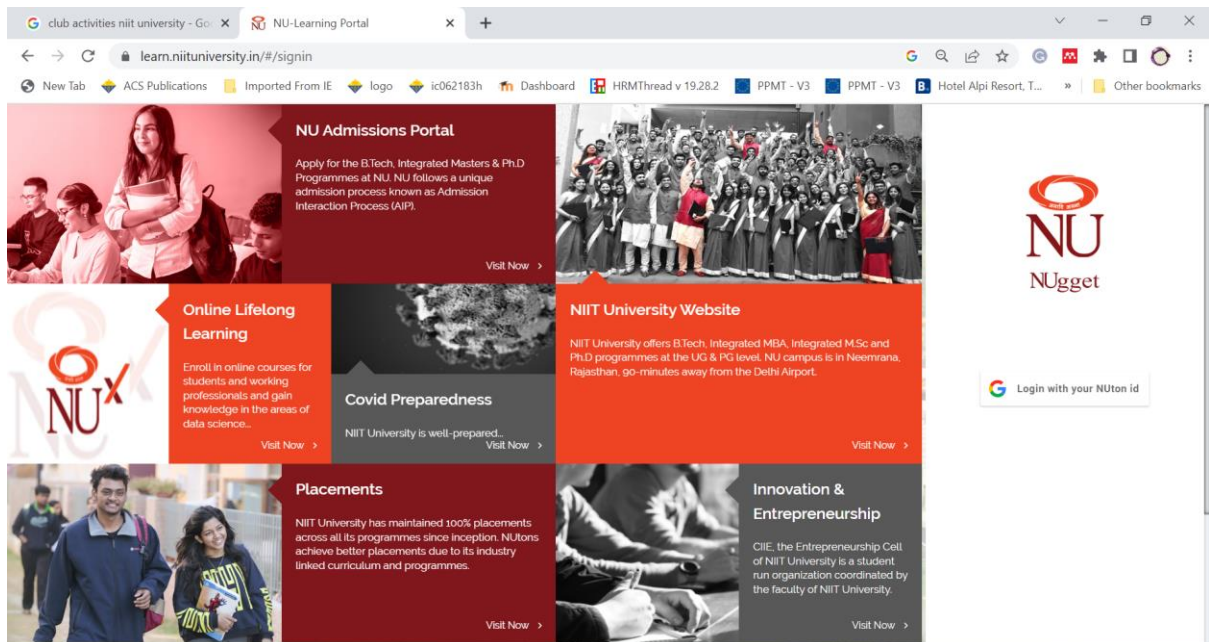 club activities niit university - Goo
NU-Learning Portal
learn.niituniversity.in/#/signin
New Tab
ACS Publications
Imported From IE
logo
ic062183h
Dashboard
HRMThread v 19.28.2
PPMT - V3
PPMT - V3
Hotel Alpi Resort, T...
»
Other bookmarks
NU Admissions Portal
Apply for the B.Tech, Integrated Masters & Ph.D
Programmes at NU. NU follows a unique
admission process known as Admission
Interaction Process (AIP).
Visit Now >
NUX
Online Lifelong
Learning
Enroll in online courses for
students and working
professionals and gain
knowledge in the areas of
data science...
Visit Now >
Covid Preparedness
NIIT University is well-prepared...
Visit Now >
NIIT University Website
NIIT University offers B.Tech, Integrated MBA, Integrated M.Sc and
Ph.D programmes at the UG & PG level. NU campus is in Neemrana,
Rajasthan, 90-minutes away from the Delhi Airport.
Visit Now >
Placements
NIIT University has maintained 100% placements
across all its programmes since inception. NUtons
achieve better placements due to its industry
linked curriculum and programmes.
Visit Now >
Innovation &
Entrepreneurship
CIIE, the Entrepreneurship Cell
of NIIT University is a student
run organization coordinated by
the faculty of NIIT University.
Visit Now >
NU
NUgget
Login with your NUton id